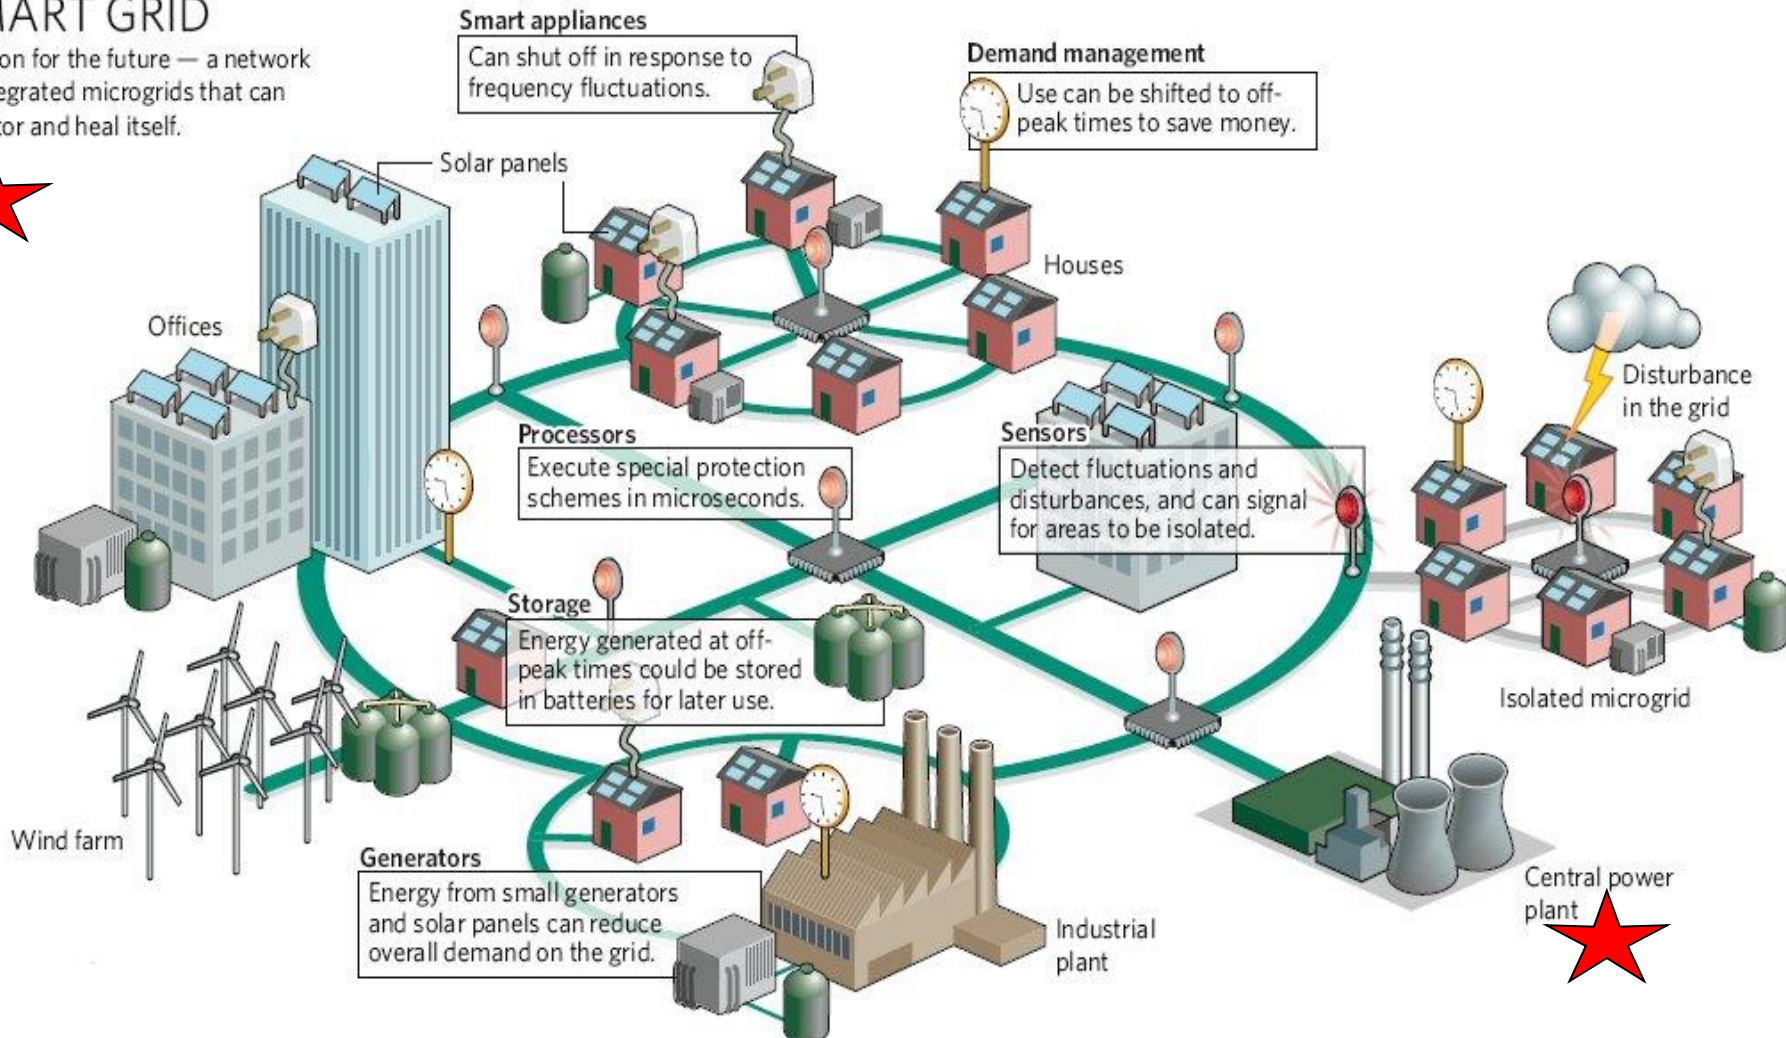 MART GRID
on for the future — a network
egrated microgrids that can
tor and heal itself.
Smart appliances
Can shut off in response to
frequency fluctuations.
Demand management
Use can be shifted to off-
peak times to save money.
Solar panels
Houses
Offices
Disturbance
in the grid
Processors
Execute special protection
schemes in microseconds.
Sensors
Detect fluctuations and
disturbances, and can signal
for areas to be isolated.
Storage
Energy generated at off-
peak times could be stored
in batteries for later use.
Isolated microgrid
Wind farm
Generators
Energy from small generators
and solar panels can reduce
overall demand on the grid.
Central power
plant
Industrial
plant